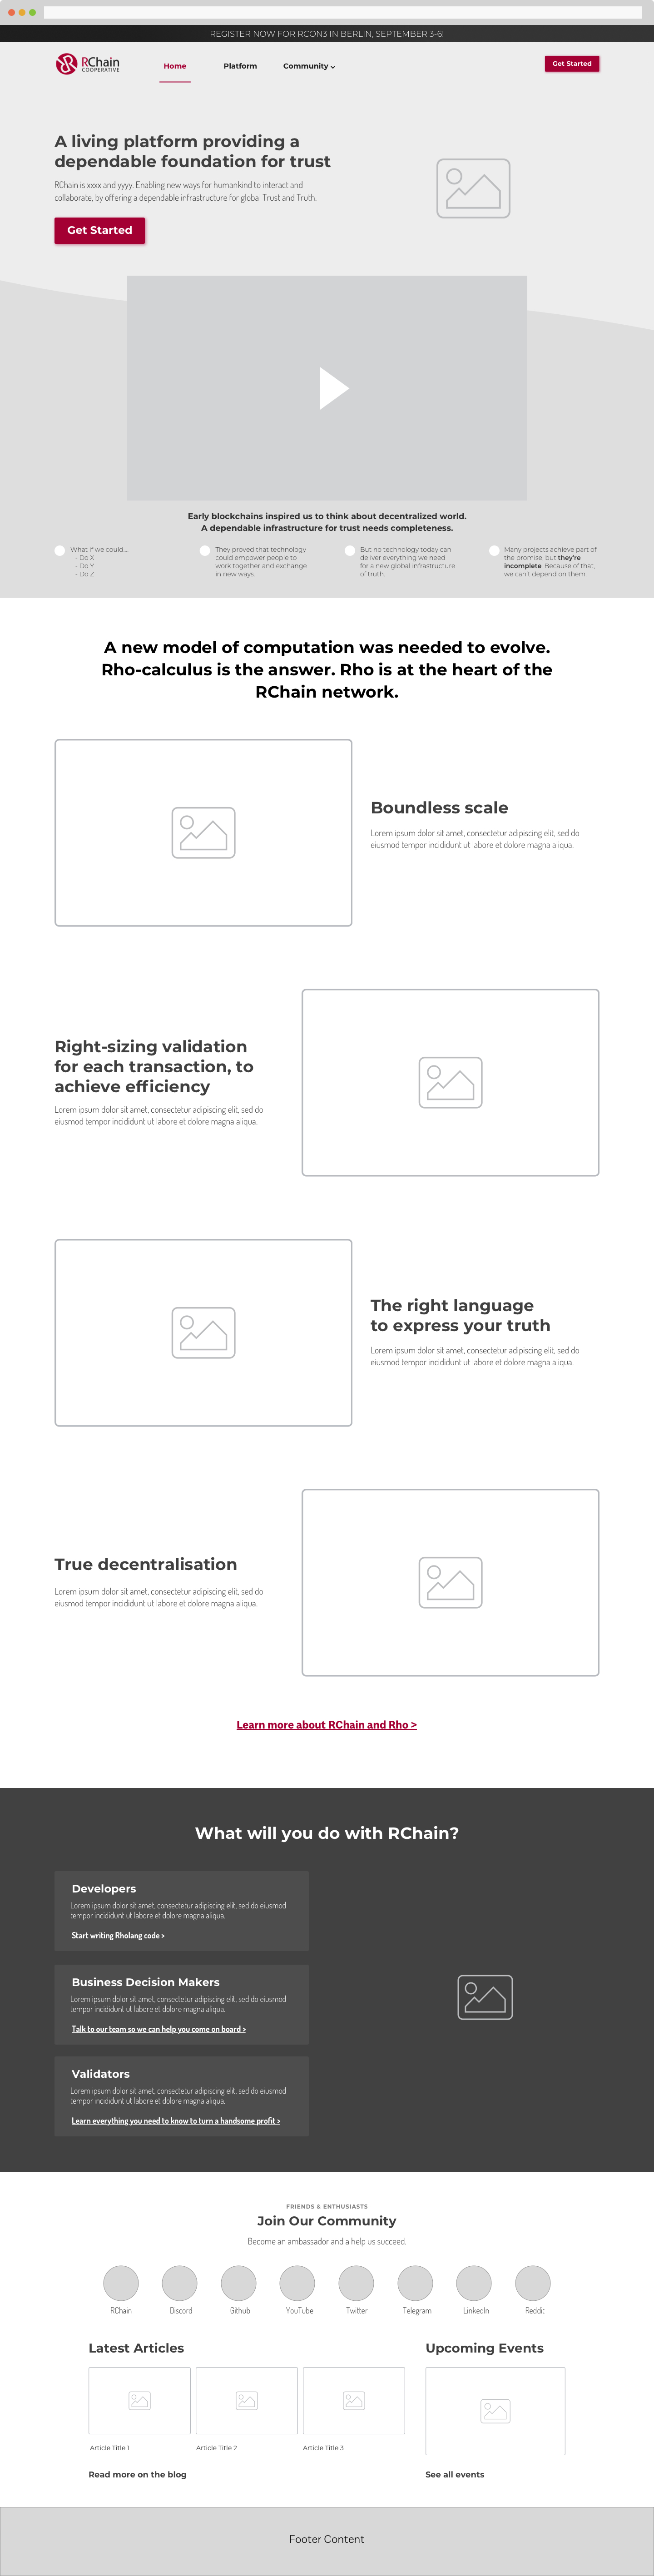 REGISTER NOW FOR RCON3 IN BERLIN, SEPTEMBER 3-6!
RChain
COOPERATIVE
Home
Platform
Community
Get Started
A living platform providing a
dependable foundation for trust
RChain is xxxx and yyyy. Enabling new ways for humankind to interact and
collaborate, by offering a dependable infrastructure for global Trust and Truth.
Get Started
Early blockchains inspired us to think about decentralized world.
A dependable infrastructure for trust needs completeness.
What if we could...
- Do X
- Do Y
- Do Z
They proved that technology
could empower people to
work together and exchange
in new ways.
But no technology today can
deliver everything we need
for a new global infrastructure
of truth.
Many projects achieve part of
the promise, but they're
incomplete. Because of that,
we can't depend on them.
A new model of computation was needed to evolve.
Rho-calculus is the answer. Rho is at the heart of the
RChain network.
Boundless scale
Lorem ipsum dolor sit amet, consectetur adipiscing elit, sed do
eiusmod tempor incididunt ut labore et dolore magna aliqua.
Right-sizing validation
for each transaction, to
achieve efficiency
Lorem ipsum dolor sit amet, consectetur adipiscing elit, sed do
eiusmod tempor incididunt ut labore et dolore magna aliqua.
The right language
to express your truth
Lorem ipsum dolor sit amet, consectetur adipiscing elit, sed do
eiusmod tempor incididunt ut labore et dolore magna aliqua.
True decentralisation
Lorem ipsum dolor sit amet, consectetur adipiscing elit, sed do
eiusmod tempor incididunt ut labore et dolore magna aliqua.
Learn more about RChain and Rho >
What will you do with RChain?
Developers
Lorem ipsum dolor sit amet, consectetur adipiscing elit, sed do eiusmod
tempor incididunt ut labore et dolore magna aliqua.
Start writing Rholang code >
Business Decision Makers
Lorem ipsum dolor sit amet, consectetur adipiscing elit, sed do eiusmod
tempor incididunt ut labore et dolore magna aliqua.
Talk to our team so we can help you come on board >
Validators
Lorem ipsum dolor sit amet, consectetur adipiscing elit, sed do eiusmod
tempor incididunt ut labore et dolore magna aliqua.
Learn everything you need to know to turn a handsome profit >
FRIENDS & ENTHUSIASTS
Join Our Community
Become an ambassador and a help us succeed.
RChain
Discord
Github
YouTube
Twitter
Telegram
LinkedIn
Reddit
Latest Articles
Article Title 1
Article Title 2
Article Title 3
Read more on the blog
Upcoming Events
See all events
Footer Content